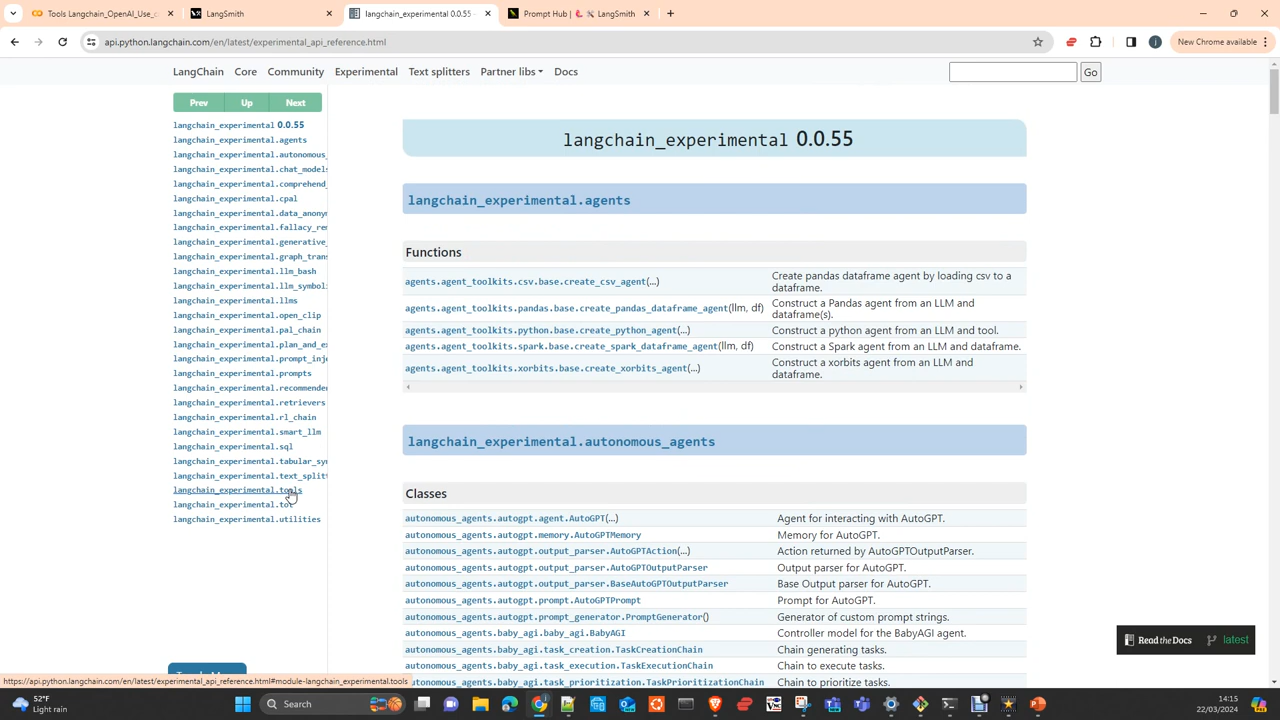 Tools Langchain_OpenAI_Use_c
LangSmith
langchain_experimental 0.0.55
Prompt Hub | 🦜🛠️ LangSmith
api.python.langchain.com/en/latest/experimental_api_reference.html
New Chrome available
LangChain Core Community Experimental Text splitters Partner libs Docs
Go
Prev Up Next
langchain_experimental 0.0.55
langchain_experimental.agents
langchain_experimental.autonomous_
langchain_experimental.chat_models
langchain_experimental.comprehend_
langchain_experimental.cpal
langchain_experimental.data_anonym
langchain_experimental.fallacy_rem
langchain_experimental.generative_
langchain_experimental.graph_trans
langchain_experimental.llm_bash
langchain_experimental.llm_symboli
langchain_experimental.llms
langchain_experimental.open_clip
langchain_experimental.pal_chain
langchain_experimental.plan_and_ex
langchain_experimental.prompt_inje
langchain_experimental.prompts
langchain_experimental.recommender
langchain_experimental.retrievers
langchain_experimental.rl_chain
langchain_experimental.smart_llm
langchain_experimental.sql
langchain_experimental.tabular_syn
langchain_experimental.text_splitt
langchain_experimental.tools
langchain_experimental.tot
langchain_experimental.utilities
langchain_experimental 0.0.55
langchain_experimental.agents
Functions
agents.agent_toolkits.csv.base.create_csv_agent(...) Create pandas dataframe agent by loading csv to a
dataframe.
agents.agent_toolkits.pandas.base.create_pandas_dataframe_agent(llm, df) Construct a Pandas agent from an LLM and
dataframe(s).
agents.agent_toolkits.python.base.create_python_agent(...) Construct a python agent from an LLM and tool.
agents.agent_toolkits.spark.base.create_spark_dataframe_agent(llm, df) Construct a Spark agent from an LLM and dataframe.
agents.agent_toolkits.xorbits.base.create_xorbits_agent(...) Construct a xorbits agent from an LLM and
dataframe.
langchain_experimental.autonomous_agents
Classes
autonomous_agents.autogpt.agent.AutoGPT(...) Agent for interacting with AutoGPT.
autonomous_agents.autogpt.memory.AutoGPTMemory Memory for AutoGPT.
autonomous_agents.autogpt.output_parser.AutoGPTAction(...) Action returned by AutoGPTOutputParser.
autonomous_agents.autogpt.output_parser.AutoGPTOutputParser Output parser for AutoGPT.
autonomous_agents.autogpt.output_parser.BaseAutoGPTOutputParser Base Output parser for AutoGPT.
autonomous_agents.autogpt.prompt.AutoGPTPrompt Prompt for AutoGPT.
autonomous_agents.autogpt.prompt_generator.PromptGenerator() Generator of custom prompt strings.
autonomous_agents.baby_agi.baby_agi.BabyAGI Controller model for the BabyAGI agent.
autonomous_agents.baby_agi.task_creation.TaskCreationChain Chain generating tasks.
autonomous_agents.baby_agi.task_execution.TaskExecutionChain Chain to execute tasks.
autonomous_agents.baby_agi.task_prioritization.TaskPrioritizationChain Chain to prioritize tasks.
Read the Docs latest
https://api.python.langchain.com/en/latest/experimental_api_reference.html#module-langchain_experimental.tools
52°F
Light rain
Search
14:15
22/03/2024